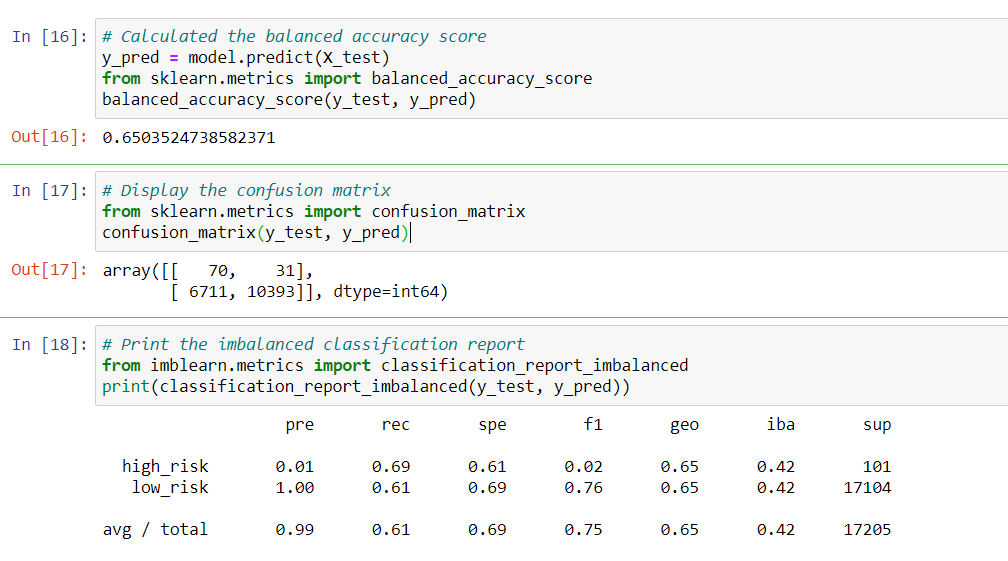 In [16]: # Calculated the balanced accuracy score
y_pred = model.predict(X_test)
from sklearn.metrics import balanced_accuracy_score
balanced_accuracy_score(y_test, y_pred)
Out[16]: 0.6503524738582371
In [17]: # Display the confusion matrix
from sklearn.metrics import confusion_matrix
confusion_matrix(y_test, y_pred)
Out[17]: array([[   70,    31],
       [ 6711, 10393]], dtype=int64)
In [18]: # Print the imbalanced classification report
from imblearn.metrics import classification_report_imbalanced
print(classification_report_imbalanced(y_test, y_pred))
pre rec spe f1 geo iba sup
high_risk 0.01 0.69 0.61 0.02 0.65 0.42 101
low_risk 1.00 0.61 0.69 0.76 0.65 0.42 17104
avg / total 0.99 0.61 0.69 0.75 0.65 0.42 17205